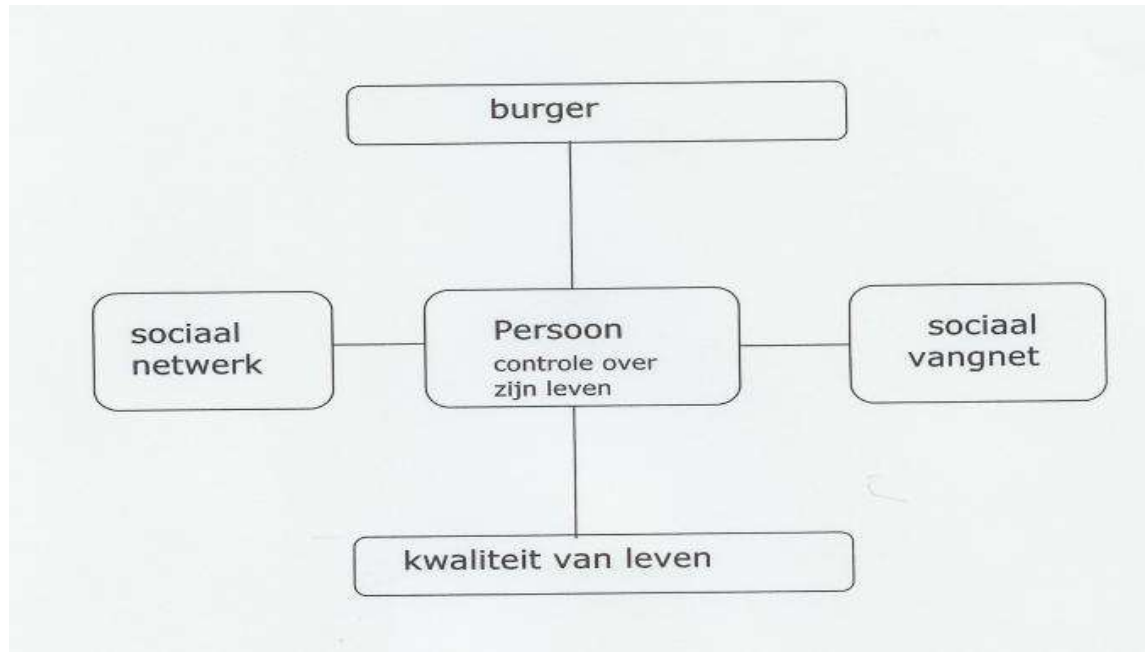 burger
sociaal
netwerk
Persoon
controle over
zijn leven
sociaal
vangnet
kwaliteit van leven